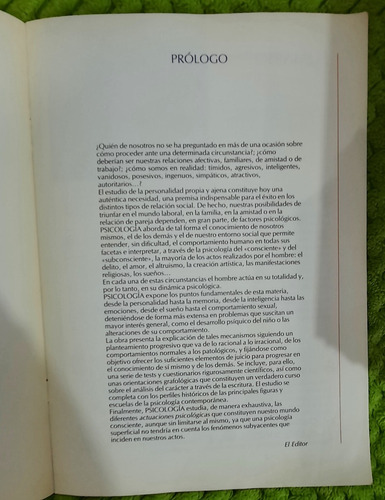 PRÓLOGO
¿Quién de nosotros no se ha preguntado en más de una ocasión sobre
cómo proceder ante una determinada circunstancia?; ¿cómo
deberían ser nuestras relaciones afectivas, familiares, de amistad o de
trabajo?; ¿cómo somos en realidad: tímidos, agresivos, inteligentes,
vanidosos, posesivos, ingenuos, simpáticos, atractivos,
autoritarios...?
El estudio de la personalidad propia y ajena constituye hoy una
auténtica necesidad, una premisa indispensable para el éxito en los
distintos tipos de relación social. De hecho, nuestras posibilidades de
triunfar en el mundo laboral, en la familia, en la amistad o en la
relación de pareja dependen, en gran parte, de factores psicológicos.
PSICOLOGÍA aborda de tal forma el conocimiento de nosotros
mismos, el de los demás y el de nuestro entorno social que permite
entender, sin dificultad, el comportamiento humano en todas sus
facetas e interpretar, a través de la psicología del «consciente» y del
«subconsciente», la mayoría de los actos realizados por el hombre; el
delito, el amor, el altruismo, la creación artística, las manifestaciones
religiosas, los sueños...
En cada una de estas circunstancias el hombre actúa en su totalidad y,
por lo tanto, en su dinámica psicológica.
PSICOLOGÍA expone los puntos fundamentales de esta materia,
desde la personalidad hasta la memoria, desde la inteligencia hasta las
emociones, desde el sueño hasta el comportamiento sexual,
deteniéndose de forma más extensa en problemas que suscitan un
mayor interés general, como el desarrollo psíquico del niño o las
alteraciones de su comportamiento.
La obra presenta la explicación de tales mecanismos siguiendo un
planteamiento progresivo que va de lo racional a lo irracional, de los
comportamientos normales a los patológicos, y fijándose como
objetivo ofrecer los suficientes elementos de juicio para progresar en
el conocimiento de sí mismo y de los demás. Se incluye, para ello,
una serie de tests y cuestionarios rigurosamente científicos, así como
unas orientaciones grafológicas que constituyen un verdadero curso
sobre el análisis del carácter a través de la escritura. El estudio se
completa con los perfiles históricos de las principales figuras y
escuelas de la psicología contemporánea.
Finalmente, PSICOLOGÍA estudia, de manera exhaustiva, las
diferentes actuaciones psicológicas que constituyen nuestro mundo
consciente, aunque sin limitarse al mismo, ya que una psicología
superficial no tendría en cuenta los fenómenos subyacentes que
inciden en nuestros actos.
El Editor